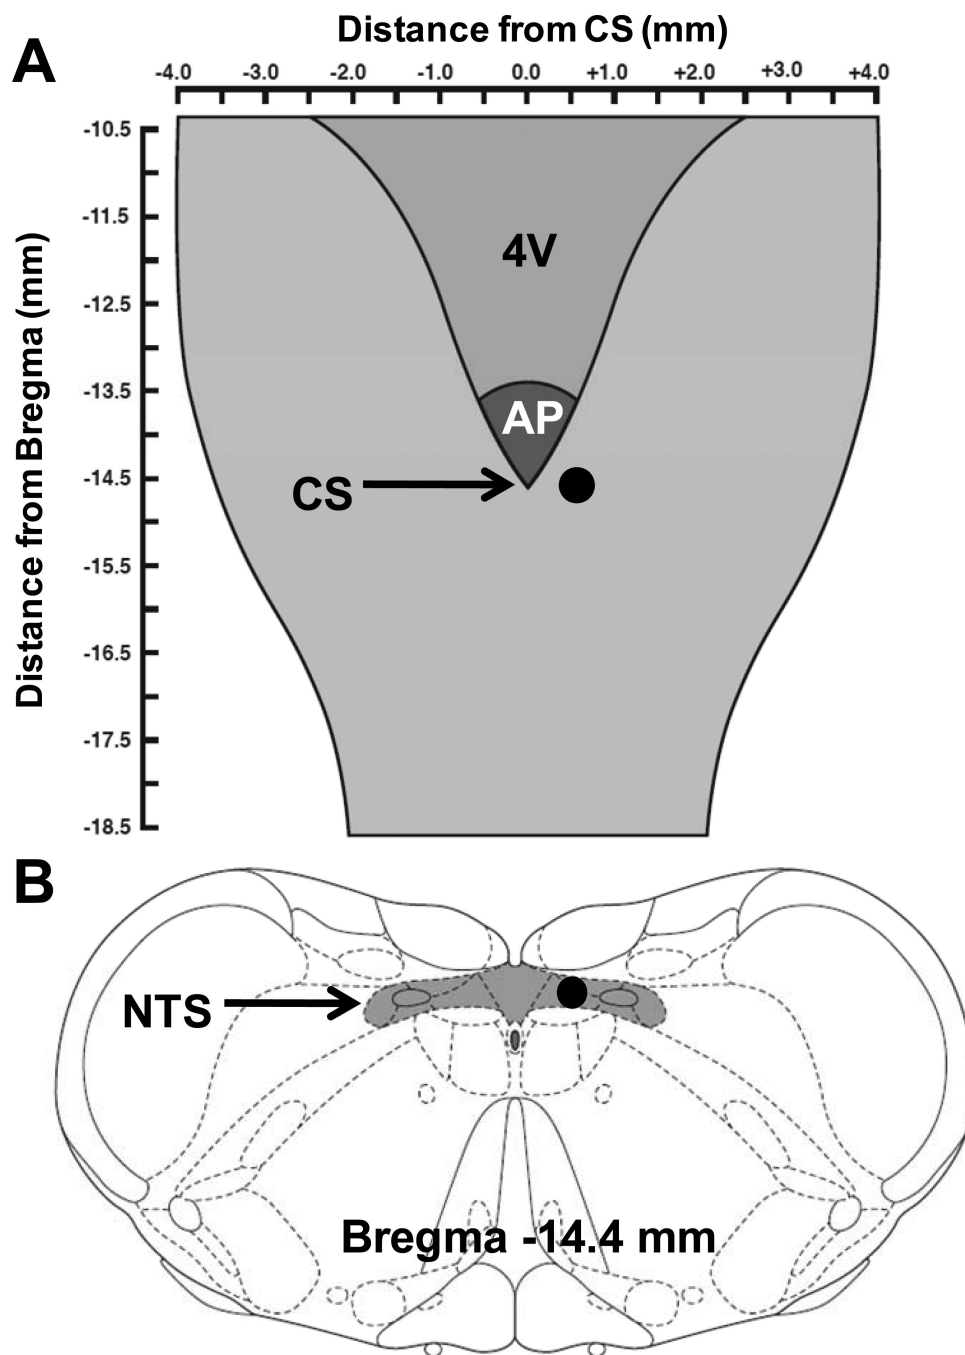 A
Distance from CS (mm)
-4.0 -3.0 -2.0 -1.0 0.0 +1.0 +2.0 +3.0 +4.0
Distance from Bregma (mm)
-10.5
-11.5
-12.5
-13.5
-14.5
-15.5
-16.5
-17.5
-18.5
4V
AP
CS
B
NTS
Bregma -14.4 mm